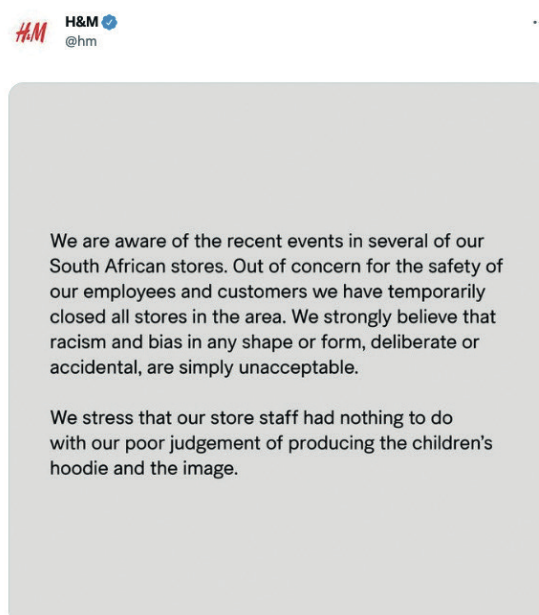 H&M
H&M
@hm
We are aware of the recent events in several of our
South African stores. Out of concern for the safety of
our employees and customers we have temporarily
closed all stores in the area. We strongly believe that
racism and bias in any shape or form, deliberate or
accidental, are simply unacceptable.
We stress that our store staff had nothing to do
with our poor judgement of producing the children’s
hoodie and the image.